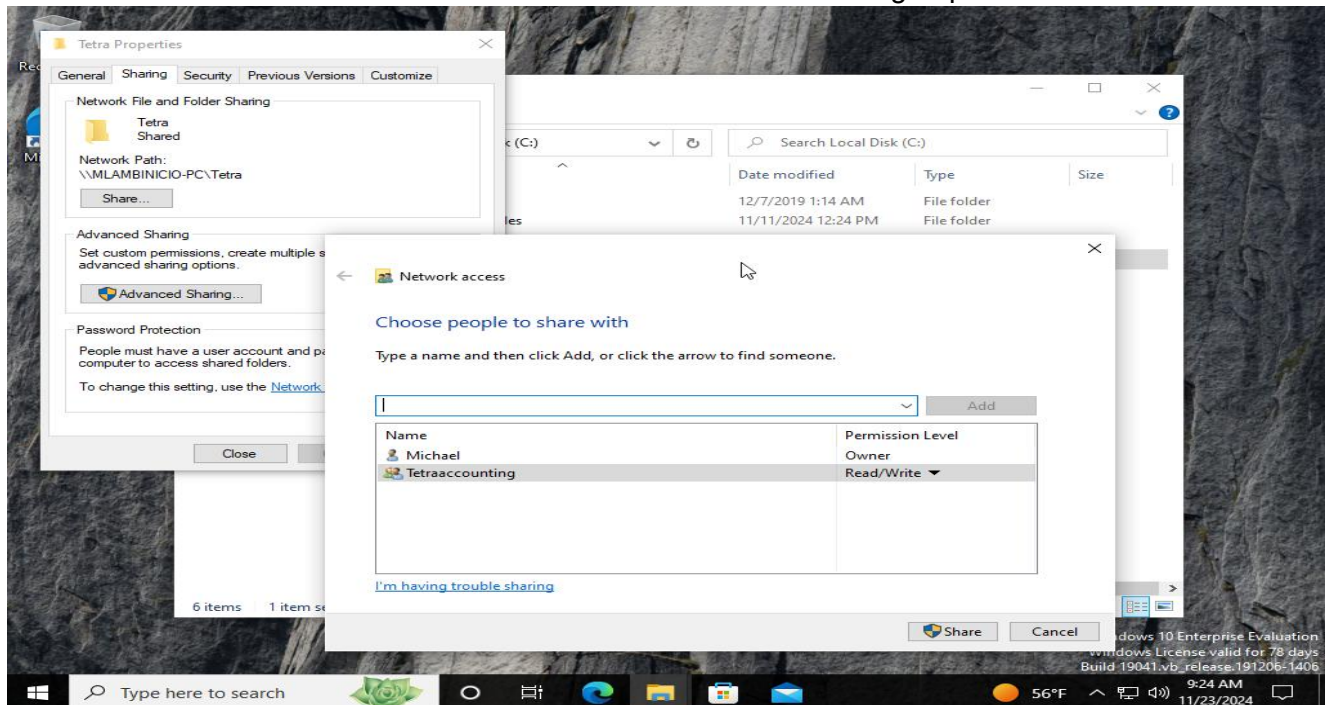 Tetra Properties
General Sharing Security Previous Versions Customize
Network File and Folder Sharing
Tetra
Shared
Network Path:
\\MLAMBINICIO-PC\Tetra
Share...
Advanced Sharing
Set custom permissions, create multiple s
advanced sharing options.
Advanced Sharing...
Password Protection
People must have a user account and pa
computer to access shared folders.
To change this setting, use the Network
Close
(C:)
Search Local Disk (C:)
Date modified Type Size
12/7/2019 1:14 AM File folder
les 11/11/2024 12:24 PM File folder
Network access
Choose people to share with
Type a name and then click Add, or click the arrow to find someone.
Add
Name Permission Level
Michael Owner
Tetraaccounting Read/Write
I'm having trouble sharing
Share Cancel
6 items 1 item se
dows 10 Enterprise Evaluation
Windows License valid for 78 days
Build 19041.vb_release.191206-1406
Type here to search
56°F
9:24 AM
11/23/2024